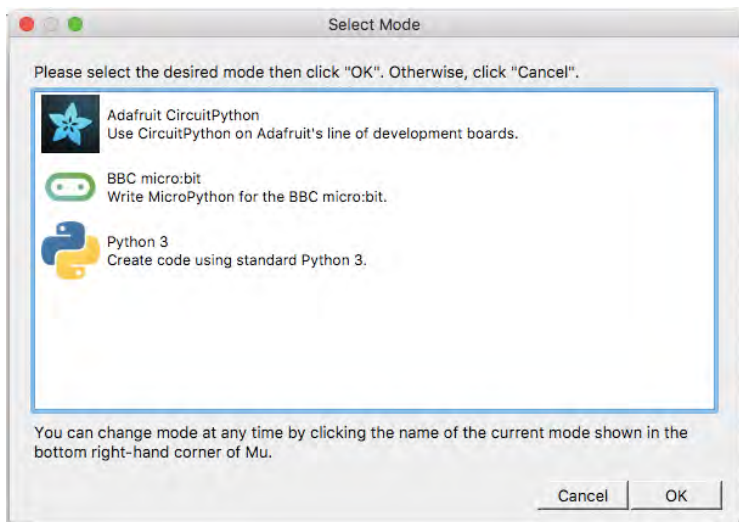 Select Mode
Please select the desired mode then click "OK". Otherwise, click "Cancel".
Adafruit CircuitPython
Use CircuitPython on Adafruit's line of development boards.
BBC micro:bit
Write MicroPython for the BBC micro:bit.
Python 3
Create code using standard Python 3.
You can change mode at any time by clicking the name of the current mode shown in the
bottom right-hand corner of Mu.
Cancel OK